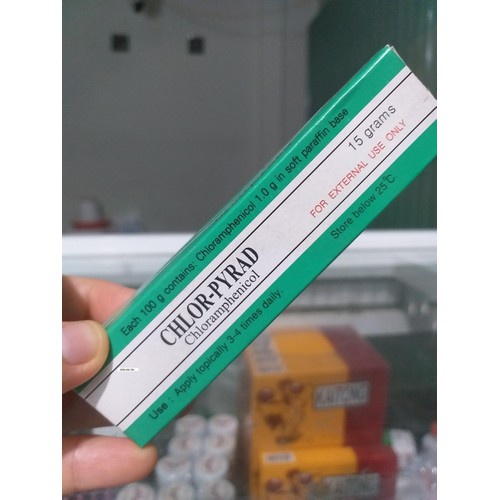 Each 100 g contains: Chloramphenicol 1.0 g in soft paraffin base
CHLOR-PYRAD
Chloramphenicol
15 grams
FOR EXTERNAL USE ONLY
Use : Apply topically 3-4 times daily.
Store below 25°C
KAITONG